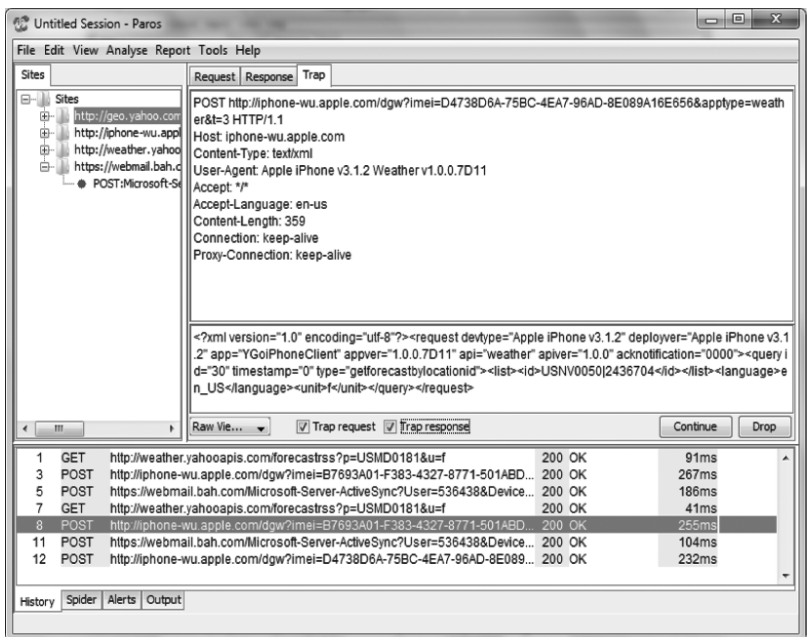 Untitled Session - Paros
File Edit View Analyse Report Tools Help
Sites
Sites
http://geo.yahoo.com
http://iphone-wu.appl
http://weather.yahoo
https://webmail.bah.c
POST:Microsoft-Se
Request Response Trap
POST http://iphone-wu.apple.com/dgw?imei=D4738D6A-75BC-4EA7-96AD-8E089A16E656&apptype=weath
er&t=3 HTTP/1.1
Host: iphone-wu.apple.com
Content-Type: text/xml
User-Agent: Apple iPhone v3.1.2 Weather v1.0.0.7D11
Accept: */*
Accept-Language: en-us
Content-Length: 359
Connection: keep-alive
Proxy-Connection: keep-alive
<?xml version="1.0" encoding="utf-8"?><request devtype="Apple iPhone v3.1.2" deployver="Apple iPhone v3.1
.2" app="YGoiPhoneClient" appver="1.0.0.7D11" api="weather" apiver="1.0.0" acknotification="0000"><query i
d="30" timestamp="0" type="getforecastbylocationid"><list><id>USNV0050|2436704</id></list><language>e
n_US</language><unit>f</unit></query></request>
Raw Vie... Trap request Trap response Continue Drop
1 GET http://weather.yahooapis.com/forecastrss?p=USMD0181&u=f 200 OK 91ms
3 POST http://iphone-wu.apple.com/dgw?imei=B7693A01-F383-4327-8771-501ABD... 200 OK 267ms
5 POST https://webmail.bah.com/Microsoft-Server-ActiveSync?User=536438&Device... 200 OK 186ms
7 GET http://weather.yahooapis.com/forecastrss?p=USMD0181&u=f 200 OK 41ms
8 POST http://iphone-wu.apple.com/dgw?imei=B7693A01-F383-4327-8771-501ABD... 200 OK 255ms
11 POST https://webmail.bah.com/Microsoft-Server-ActiveSync?User=536438&Device... 200 OK 104ms
12 POST http://iphone-wu.apple.com/dgw?imei=D4738D6A-75BC-4EA7-96AD-8E089... 200 OK 232ms
History Spider Alerts Output